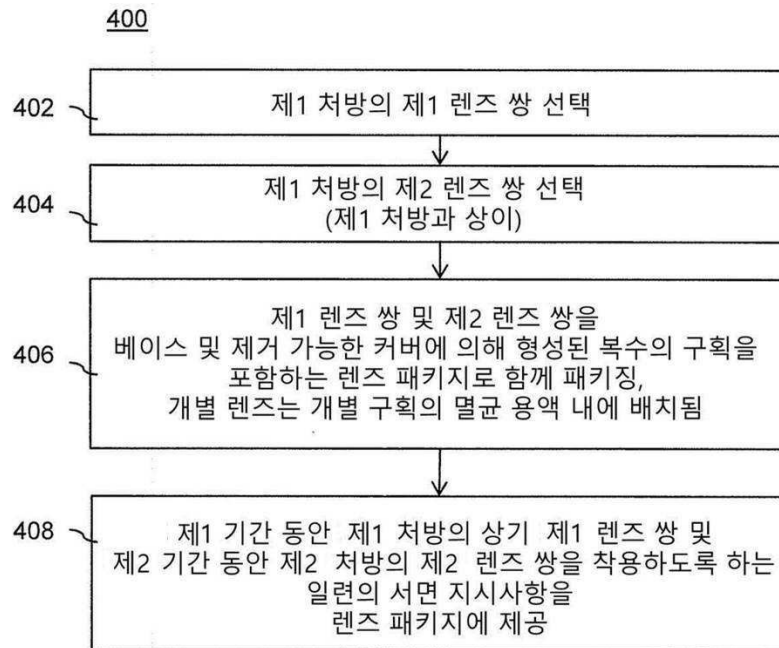 400
402
제1 처방의 제1 렌즈 쌍 선택
404
제1 처방의 제2 렌즈 쌍 선택
(제1 처방과 상이)
406
제1 렌즈 쌍 및 제2 렌즈 쌍을
베이스 및 제거 가능한 커버에 의해 형성된 복수의 구획을
포함하는 렌즈 패키지로 함께 패키징,
개별 렌즈는 개별 구획의 멸균 용액 내에 배치됨
408
제1 기간 동안 제1 처방의 상기 제1 렌즈 쌍 및
제2 기간 동안 제2 처방의 제2 렌즈 쌍을 착용하도록 하는
일련의 서면 지시사항을
렌즈 패키지에 제공